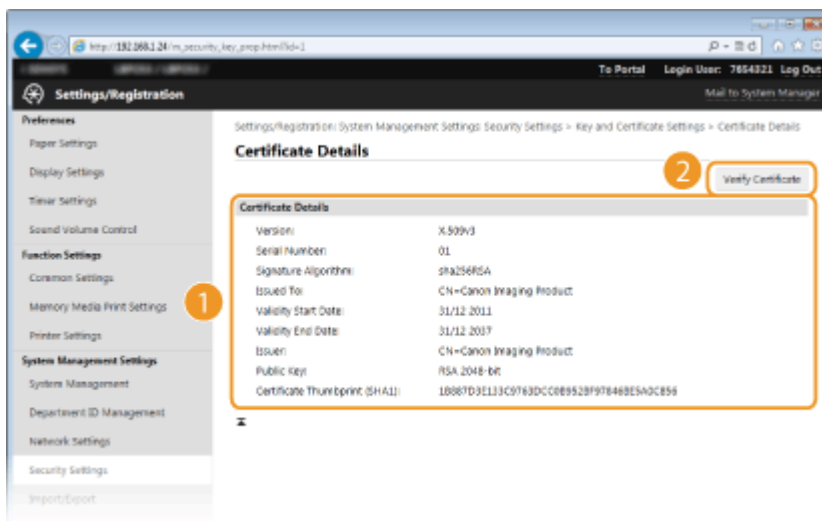 http://192.168.1.24/m_security_key_prop.html?id=1
To Portal Login User: 7654321 Log Out
Settings/Registration
Mail to System Manager
Preferences
Paper Settings
Display Settings
Timer Settings
Sound Volume Control
Function Settings
Common Settings
Memory Media Print Settings
Printer Settings
System Management Settings
System Management
Department ID Management
Network Settings
Security Settings
Import/Export
Settings/Registration: System Management Settings: Security Settings > Key and Certificate Settings > Certificate Details
Certificate Details
2
Verify Certificate
1
Certificate Details
Version: X.509v3
Serial Number: 01
Signature Algorithm: sha256RSA
Issued To: CN=Canon Imaging Product
Validity Start Date: 31/12 2011
Validity End Date: 31/12 2037
Issuer: CN=Canon Imaging Product
Public Key: RSA 2048-bit
Certificate Thumbprint (SHA1):